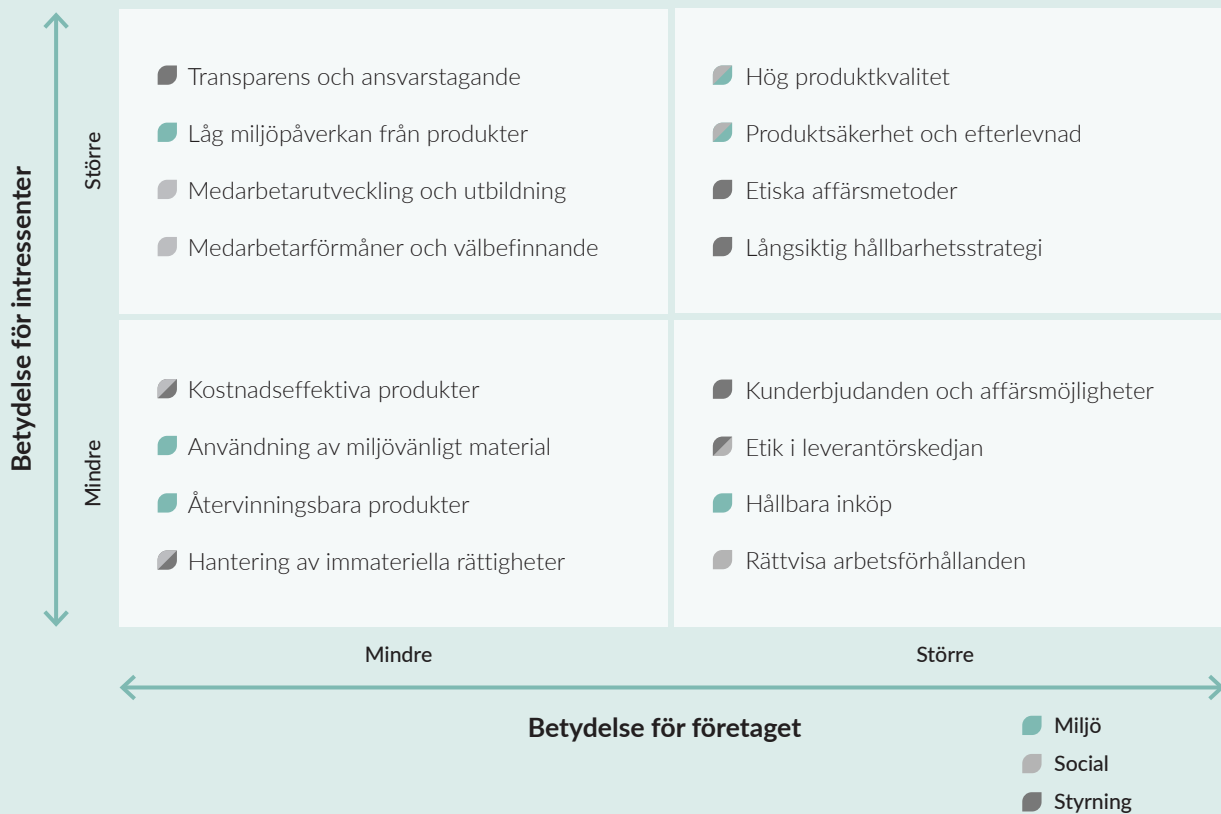 Betydelse för intressenter
Större
Transparens och ansvarstagande
Låg miljöpåverkan från produkter
Medarbetarutveckling och utbildning
Medarbetarförmåner och välbefinnande
Hög produktkvalitet
Produktsäkerhet och efterlevnad
Etiska affärsmetoder
Långsiktig hållbarhetsstrategi
Mindre
Kostnadseffektiva produkter
Användning av miljövänligt material
Återvinningsbara produkter
Hantering av immateriella rättigheter
Kunderbjudanden och affärsmöjligheter
Etik i leverantörskedjan
Hållbara inköp
Rättvisa arbetsförhållanden
Mindre
Större
Betydelse för företaget
Miljö
Social
Styrning